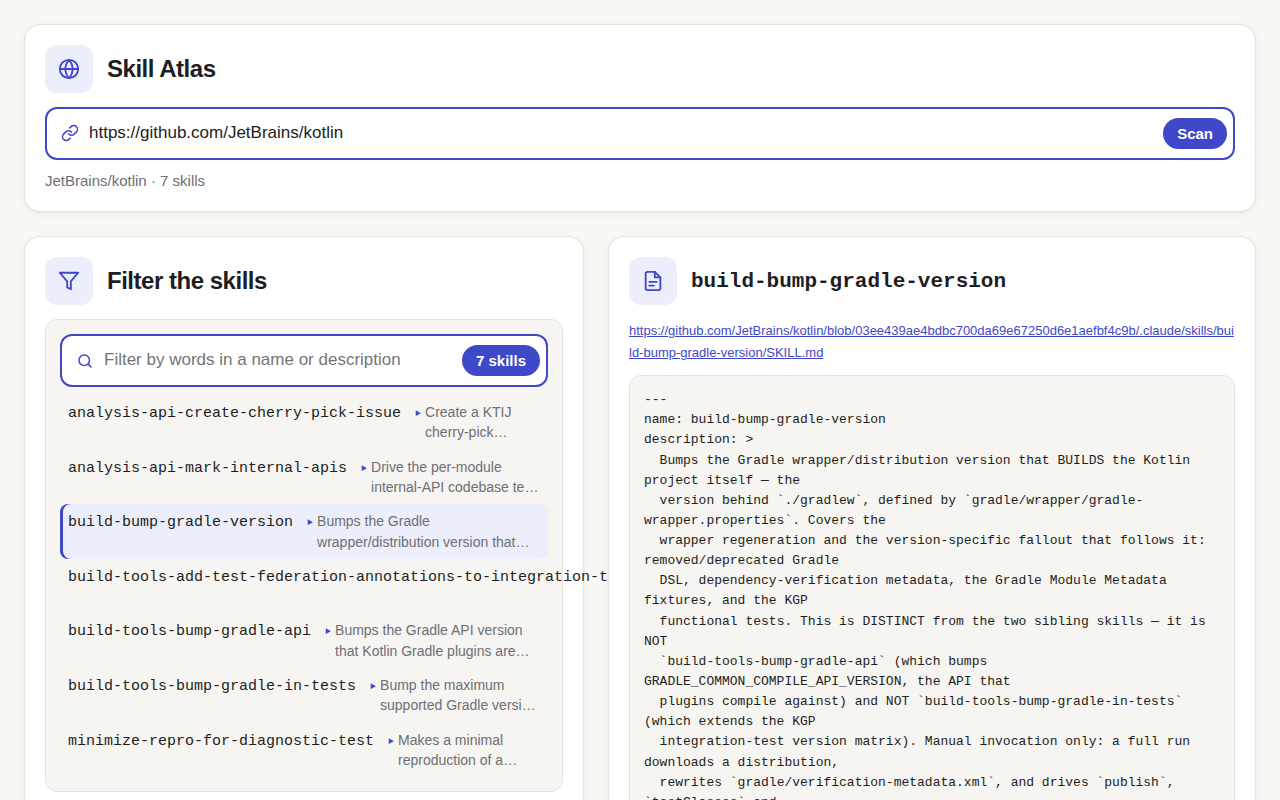 Skill Atlas
https://github.com/JetBrains/kotlin
Scan
JetBrains/kotlin · 7 skills
Filter the skills
Filter by words in a name or description
7 skills
analysis-api-create-cherry-pick-issue
Create a KTIJ
cherry-pick…
analysis-api-mark-internal-apis
Drive the per-module
internal-API codebase te…
build-bump-gradle-version
Bumps the Gradle
wrapper/distribution version that…
build-tools-add-test-federation-annotations-to-integration-t
build-tools-bump-gradle-api
Bumps the Gradle API version
that Kotlin Gradle plugins are…
build-tools-bump-gradle-in-tests
Bump the maximum
supported Gradle versi…
minimize-repro-for-diagnostic-test
Makes a minimal
reproduction of a…
build-bump-gradle-version
https://github.com/JetBrains/kotlin/blob/03ee439ae4bdbc700da69e67250d6e1aefbf4c9b/.claude/skills/bui
ld-bump-gradle-version/SKILL.md
---
name: build-bump-gradle-version
description: >
Bumps the Gradle wrapper/distribution version that BUILDS the Kotlin
project itself — the
version behind `./gradlew`, defined by `gradle/wrapper/gradle-
wrapper.properties`. Covers the
wrapper regeneration and the version-specific fallout that follows it:
removed/deprecated Gradle
DSL, dependency-verification metadata, the Gradle Module Metadata
fixtures, and the KGP
functional tests. This is DISTINCT from the two sibling skills — it is
NOT
`build-tools-bump-gradle-api` (which bumps
GRADLE_COMMON_COMPILE_API_VERSION, the API that
plugins compile against) and NOT `build-tools-bump-gradle-in-tests`
(which extends the KGP
integration-test version matrix). Manual invocation only: a full run
downloads a distribution,
rewrites `gradle/verification-metadata.xml`, and drives `publish`,
`testClasses` and